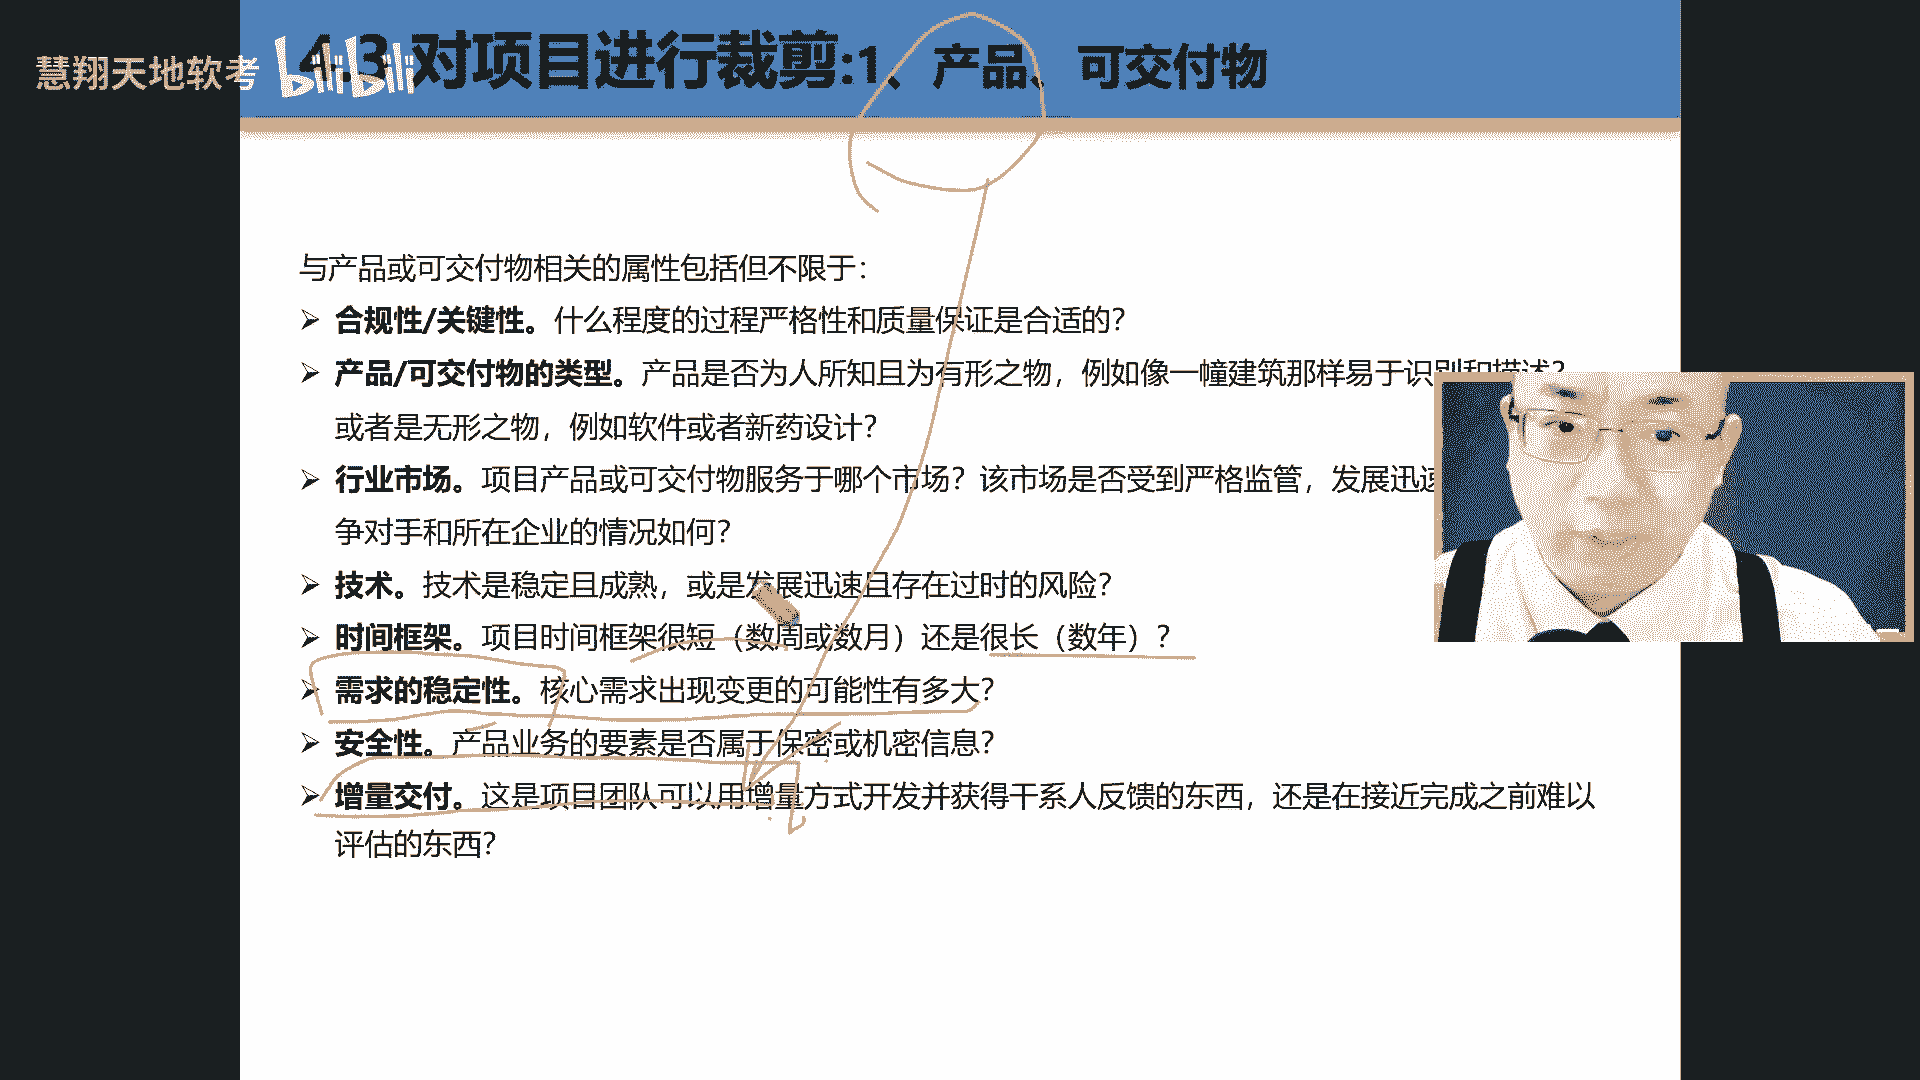 慧翔天地软考 bilibili
4.3 对项目进行裁剪:1、产品、可交付物
与产品或可交付物相关的属性包括但不限于：
合规性/关键性。什么程度的过程严格性和质量保证是合适的？
产品/可交付物的类型。产品是否为人所知且为有形之物，例如像一幢建筑那样易于识别和描述？
或者是无形之物，例如软件或者新药设计？
行业市场。项目产品或可交付物服务于哪个市场？该市场是否受到严格监管，发展迅速
争对手和所在企业的情况如何？
技术。技术是稳定且成熟，或是发展迅速且存在过时的风险？
时间框架。项目时间框架很短（数周或数月）还是很长（数年）？
需求的稳定性。核心需求出现变更的可能性有多大？
安全性。产品业务的要素是否属于保密或机密信息？
增量交付。这是项目团队可以用增量方式开发并获得干系人反馈的东西，还是在接近完成之前难以
评估的东西？